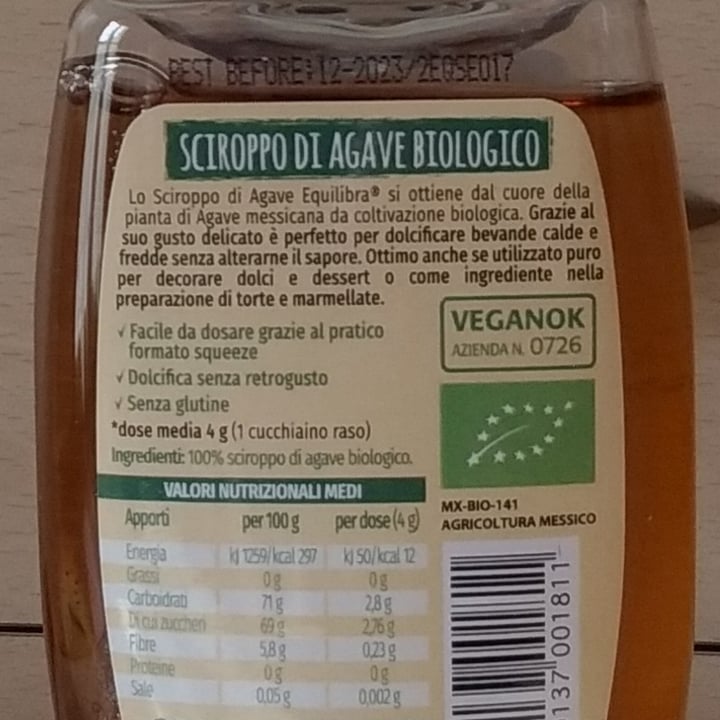 BEST BEFORE:12-2023/2EQSE017
SCIROPPO DI AGAVE BIOLOGICO
Lo Sciroppo di Agave Equilibra® si ottiene dal cuore della
pianta di Agave messicana da coltivazione biologica. Grazie al
suo gusto delicato è perfetto per dolcificare bevande calde e
fredde senza alterarne il sapore. Ottimo anche se utilizzato puro
per decorare dolci e dessert o come ingrediente nella
preparazione di torte e marmellate.
✓ Facile da dosare grazie al pratico
formato squeeze
✓ Dolcifica senza retrogusto
✓ Senza glutine
*dose media 4 g (1 cucchiaino raso)
Ingredienti: 100% sciroppo di agave biologico.
VEGANOK
AZIENDA N. 0726
MX-BIO-141
AGRICOLTURA MESSICO
VALORI NUTRIZIONALI MEDI
Apporti per 100 g per dose (4 g)
Energia kJ 1259/kcal 297 kJ 50/kcal 12
Grassi 0 g 0 g
Carboidrati 71 g 2,8 g
Di cui zuccheri 69 g 2,76 g
Fibre 5,8 g 0,23 g
Proteine 0 g 0 g
Sale 0,05 g 0,002 g
137 001811